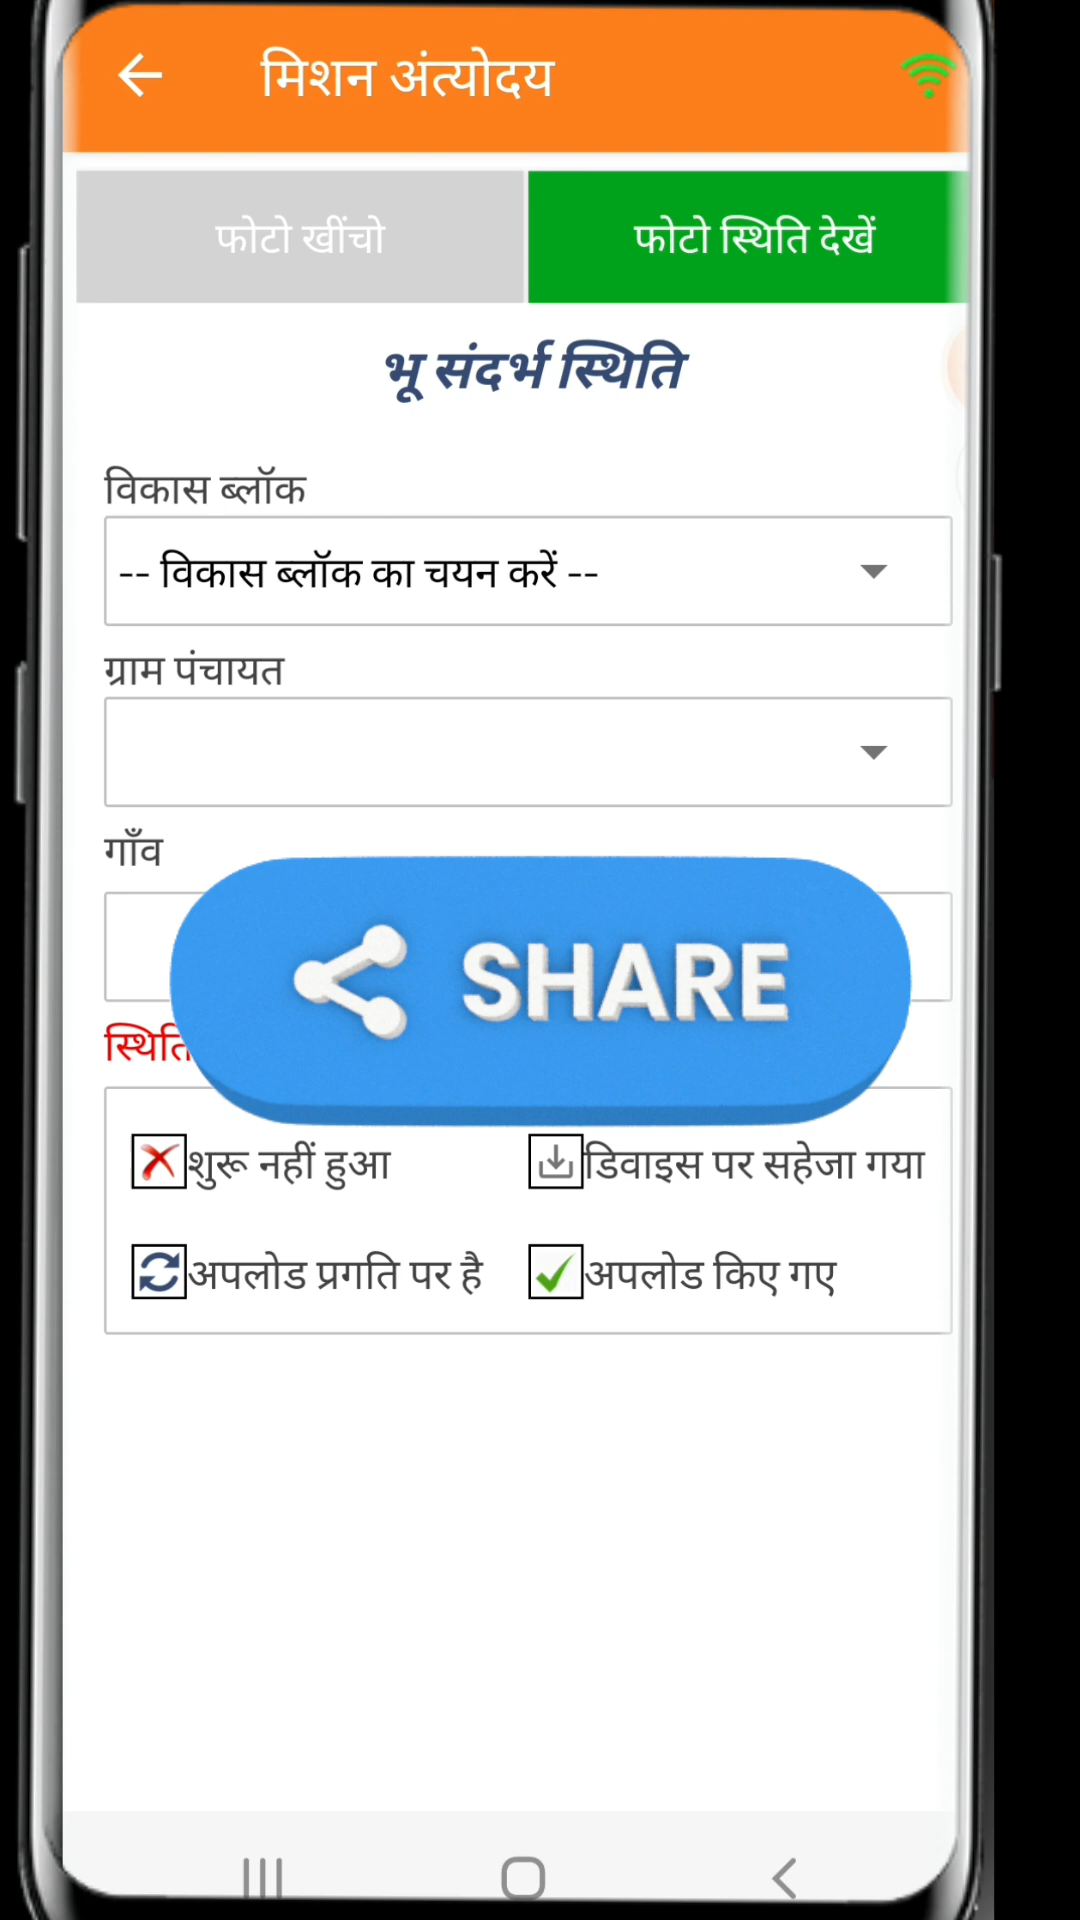 मिशन अंत्योदय
फोटो खींचो
फोटो स्थिति देखें
भू संदर्भ स्थिति
विकास ब्लॉक
-- विकास ब्लॉक का चयन करें --
ग्राम पंचायत
गाँव
SHARE
स्थिति
शुरू नहीं हुआ
डिवाइस पर सहेजा गया
अपलोड प्रगति पर है
अपलोड किए गए